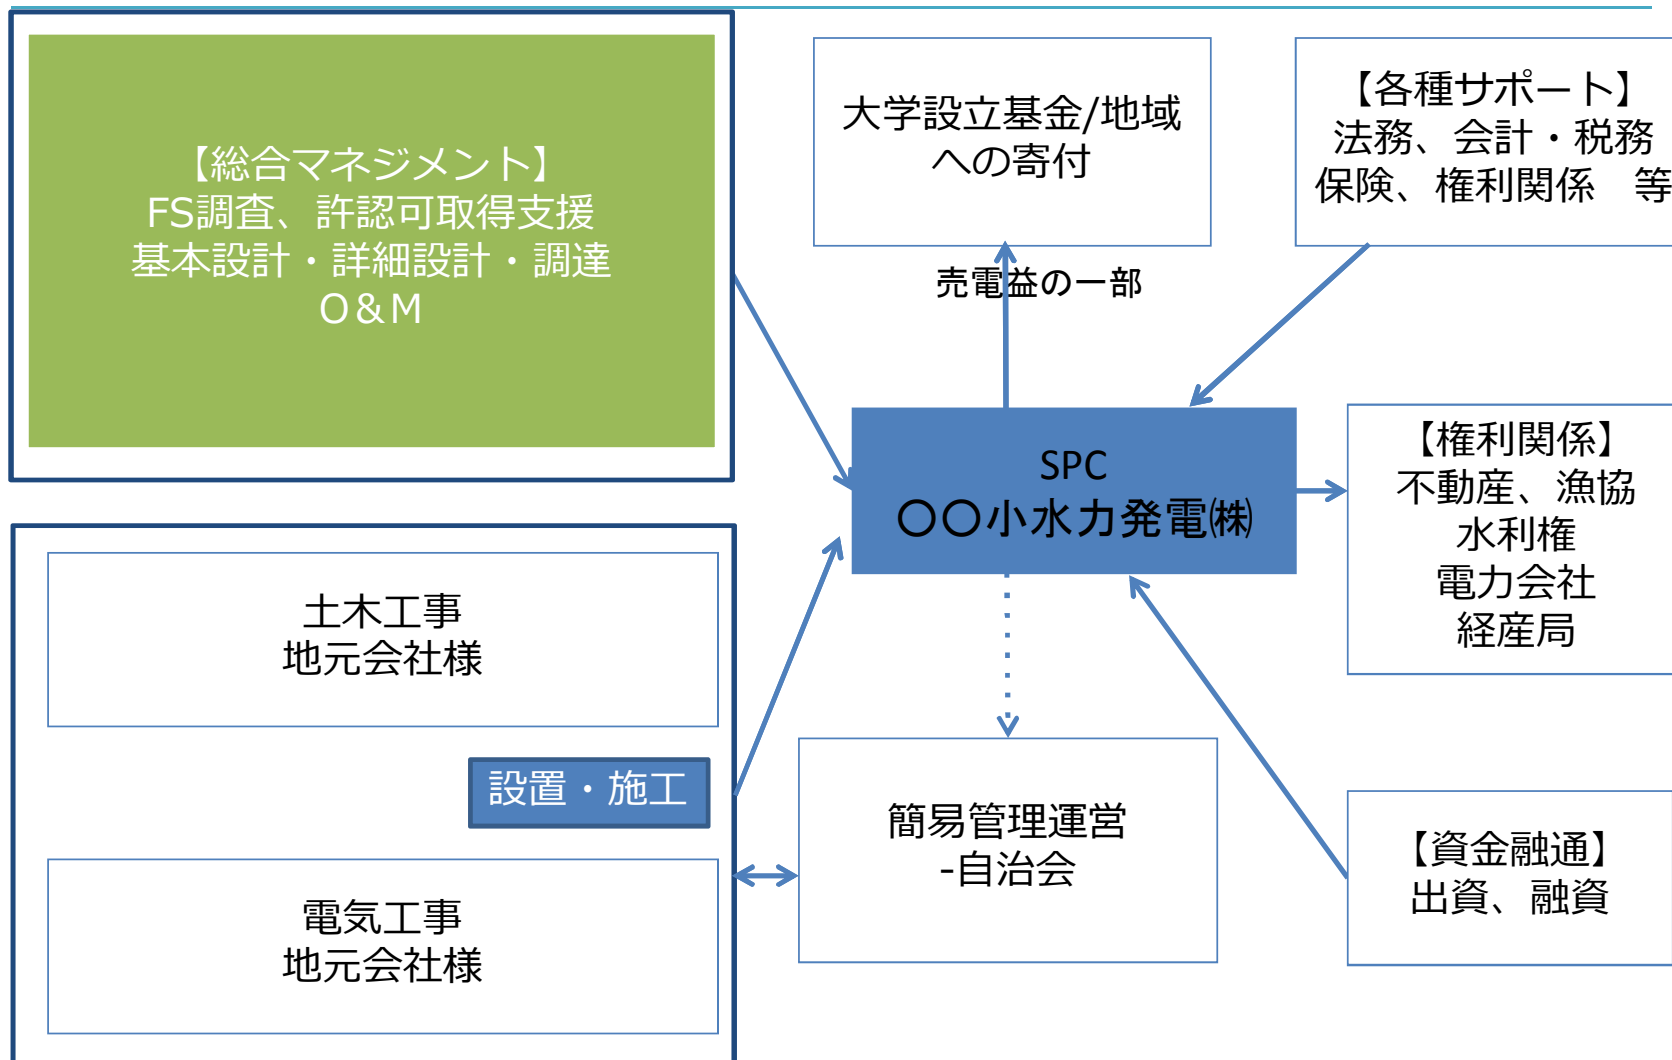 【総合マネジメント】
FS調査、許認可取得支援
基本設計・詳細設計・調達
O＆M
大学設立基金/地域
への寄付
【各種サポート】
法務、会計・税務
保険、権利関係　等
売電益の一部
SPC
〇〇小水力発電㈱
【権利関係】
不動産、漁協
水利権
電力会社
経産局
土木工事
地元会社様
設置・施工
電気工事
地元会社様
簡易管理運営
-自治会
【資金融通】
出資、融資